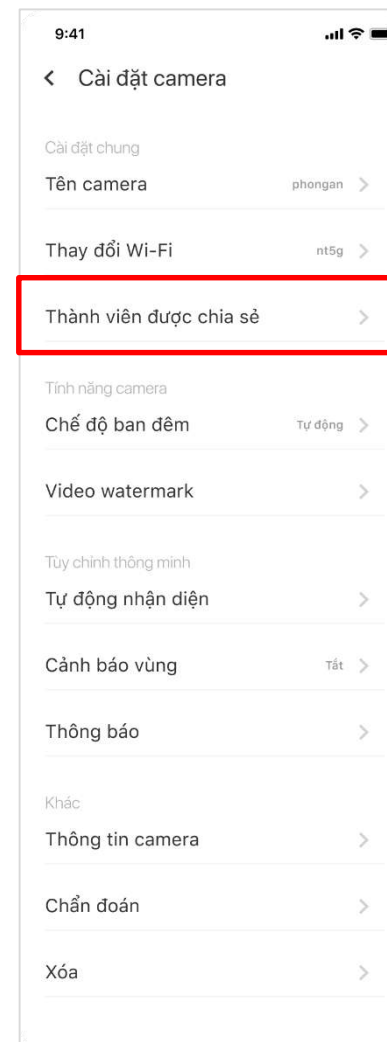 9:41
Cài đặt camera
Cài đặt chung
Tên camera phongan
Thay đổi Wi-Fi nt5g
Thành viên được chia sẻ
Tính năng camera
Chế độ ban đêm Tự động
Video watermark
Tùy chỉnh thông minh
Tự động nhận diện
Cảnh báo vùng Tắt
Thông báo
Khác
Thông tin camera
Chẩn đoán
Xóa